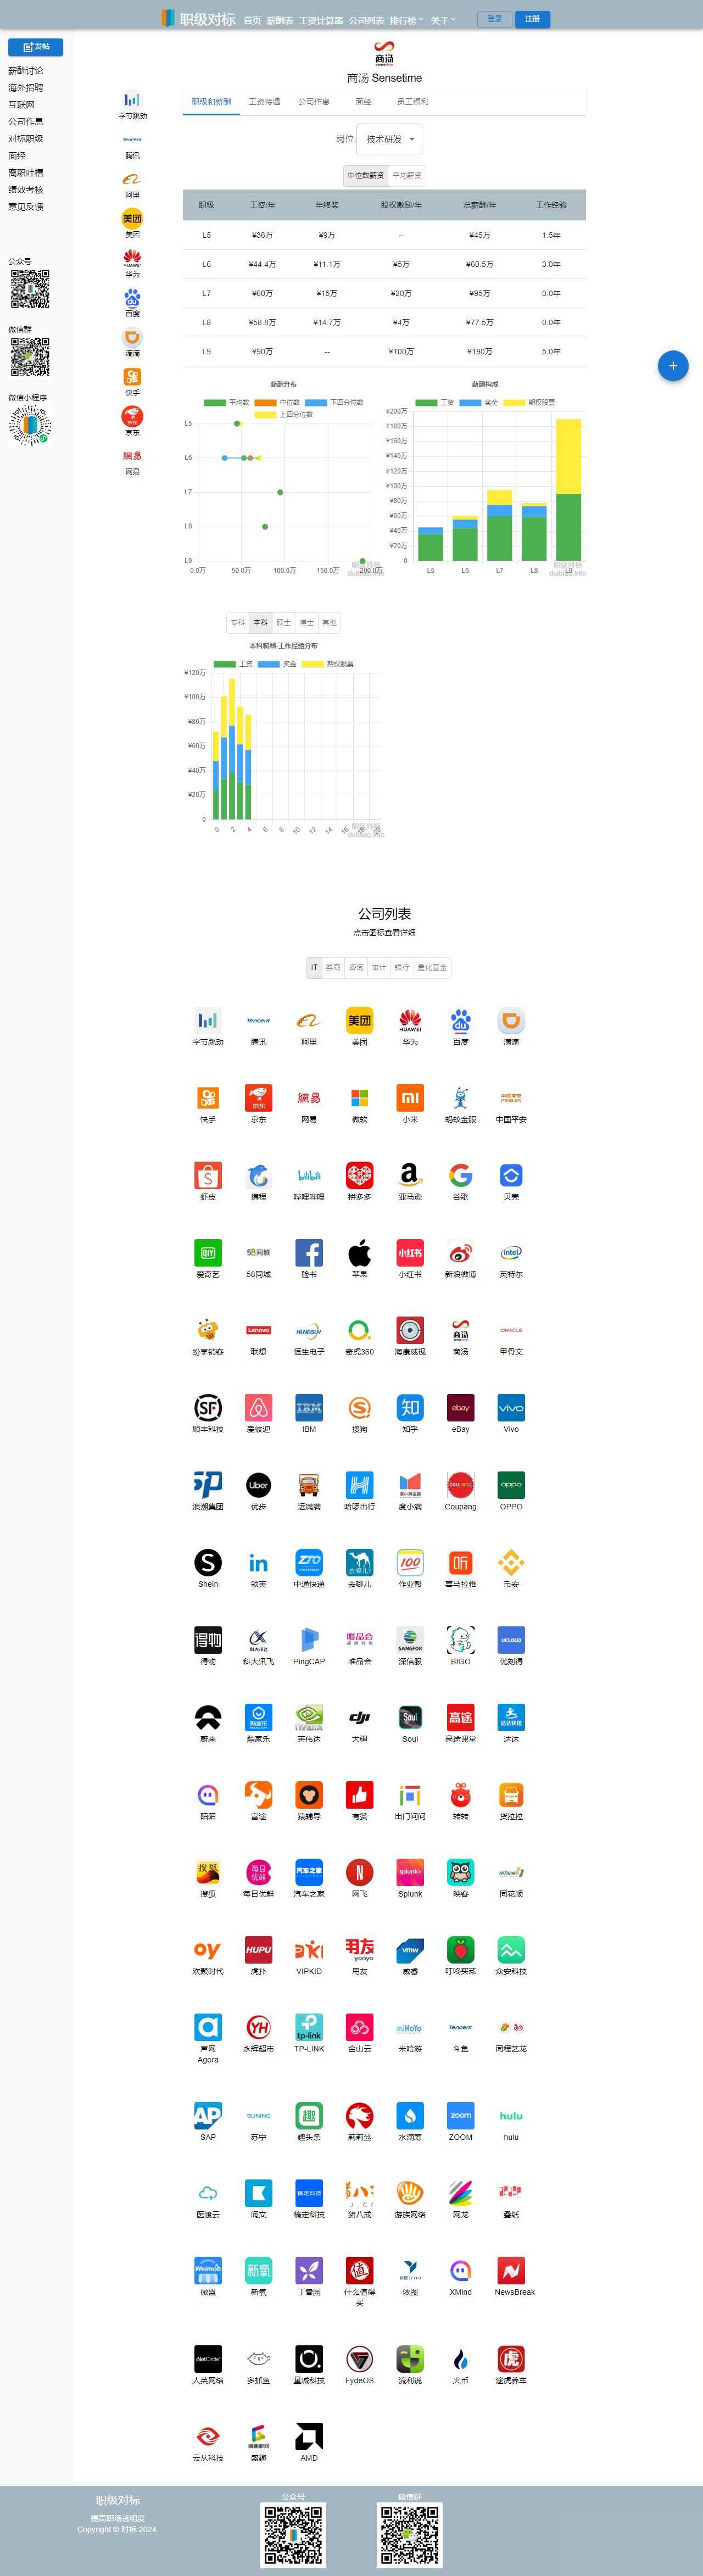 职级对标 首页 薪酬表 工资计算器 公司列表 排行榜 关于 登录 注册
发帖
薪酬讨论
海外招聘
互联网
公司作息
对标职级
面经
离职吐槽
绩效考核
意见反馈
公众号
微信群
微信小程序
字节跳动
Tencent
腾讯
阿里
美团
美团
HUAWEI
华为
百度
滴滴
快手
京东
京东
網易
网易
商汤
商汤 Sensetime
职级和薪酬 工资待遇 公司作息 面经 员工福利
岗位: 技术研发
中位数薪资 平均薪资
职级 工资/年 年终奖 股权激励/年 总薪酬/年 工作经验
L5 ¥36万 ¥9万 -- ¥45万 1.5年
L6 ¥44.4万 ¥11.1万 ¥5万 ¥60.5万 3.0年
L7 ¥60万 ¥15万 ¥20万 ¥95万 0.0年
L8 ¥58.8万 ¥14.7万 ¥4万 ¥77.5万 0.0年
L9 ¥90万 -- ¥100万 ¥190万 5.0年
薪酬分布
平均数 中位数 下四分位数
上四分位数
L5
L6
L7
L8
L9
0.0万 50.0万 100.0万 150.0万 200.0万
职级对标
duibiao.info
薪酬构成
工资 奖金 期权股票
¥200万
¥180万
¥160万
¥140万
¥120万
¥100万
¥80万
¥60万
¥40万
¥20万
0
L5 L6 L7 L8 L9
职级对标
duibiao.info
专科 本科 硕士 博士 其他
本科薪酬-工作经验分布
工资 奖金 期权股票
¥120万
¥100万
¥80万
¥60万
¥40万
¥20万
0
0 2 4 6 8 10 12 14 16 18 20
职级对标
duibiao.info
公司列表
点击图标查看详细
IT 券商 咨询 审计 银行 量化基金
字节跳动 腾讯 阿里 美团 华为 百度 滴滴
快手 京东 网易 微软 小米 蚂蚁金服 中国平安
虾皮 携程 哔哩哔哩 拼多多 亚马逊 谷歌 贝壳
爱奇艺 58同城 脸书 苹果 小红书 新浪微博 英特尔
纷享销客 联想 恒生电子 奇虎360 海康威视 商汤 甲骨文
顺丰科技 爱彼迎 IBM 搜狗 知乎 eBay Vivo
浪潮集团 优步 运满满 哈啰出行 度小满 Coupang OPPO
Shein 领英 中通快递 去哪儿 作业帮 喜马拉雅 币安
得物 科大讯飞 PingCAP 唯品会 深信服 BIGO 优刻得
蔚来 酷家乐 英伟达 大疆 Soul 高途课堂 达达
陌陌 富途 猿辅导 有赞 出门问问 转转 货拉拉
搜狐 每日优鲜 汽车之家 网飞 Splunk 映客 同花顺
欢聚时代 虎扑 VIPKID 用友 威睿 叮咚买菜 众安科技
声网 Agora 永辉超市 TP-LINK 金山云 米哈游 斗鱼 同程艺龙
SAP 苏宁 趣头条 莉莉丝 水滴筹 ZOOM hulu
医渡云 阅文 稿定科技 猪八戒 游族网络 网龙 叠纸
微盟 新氧 丁香园 什么值得买 依图 XMind NewsBreak
人英网络 多抓鱼 量城科技 FydeOS 流利说 火币 途虎养车
云从科技 盛趣 AMD
职级对标
提高职场透明度
Copyright © 对标 2024.
公众号
微信群